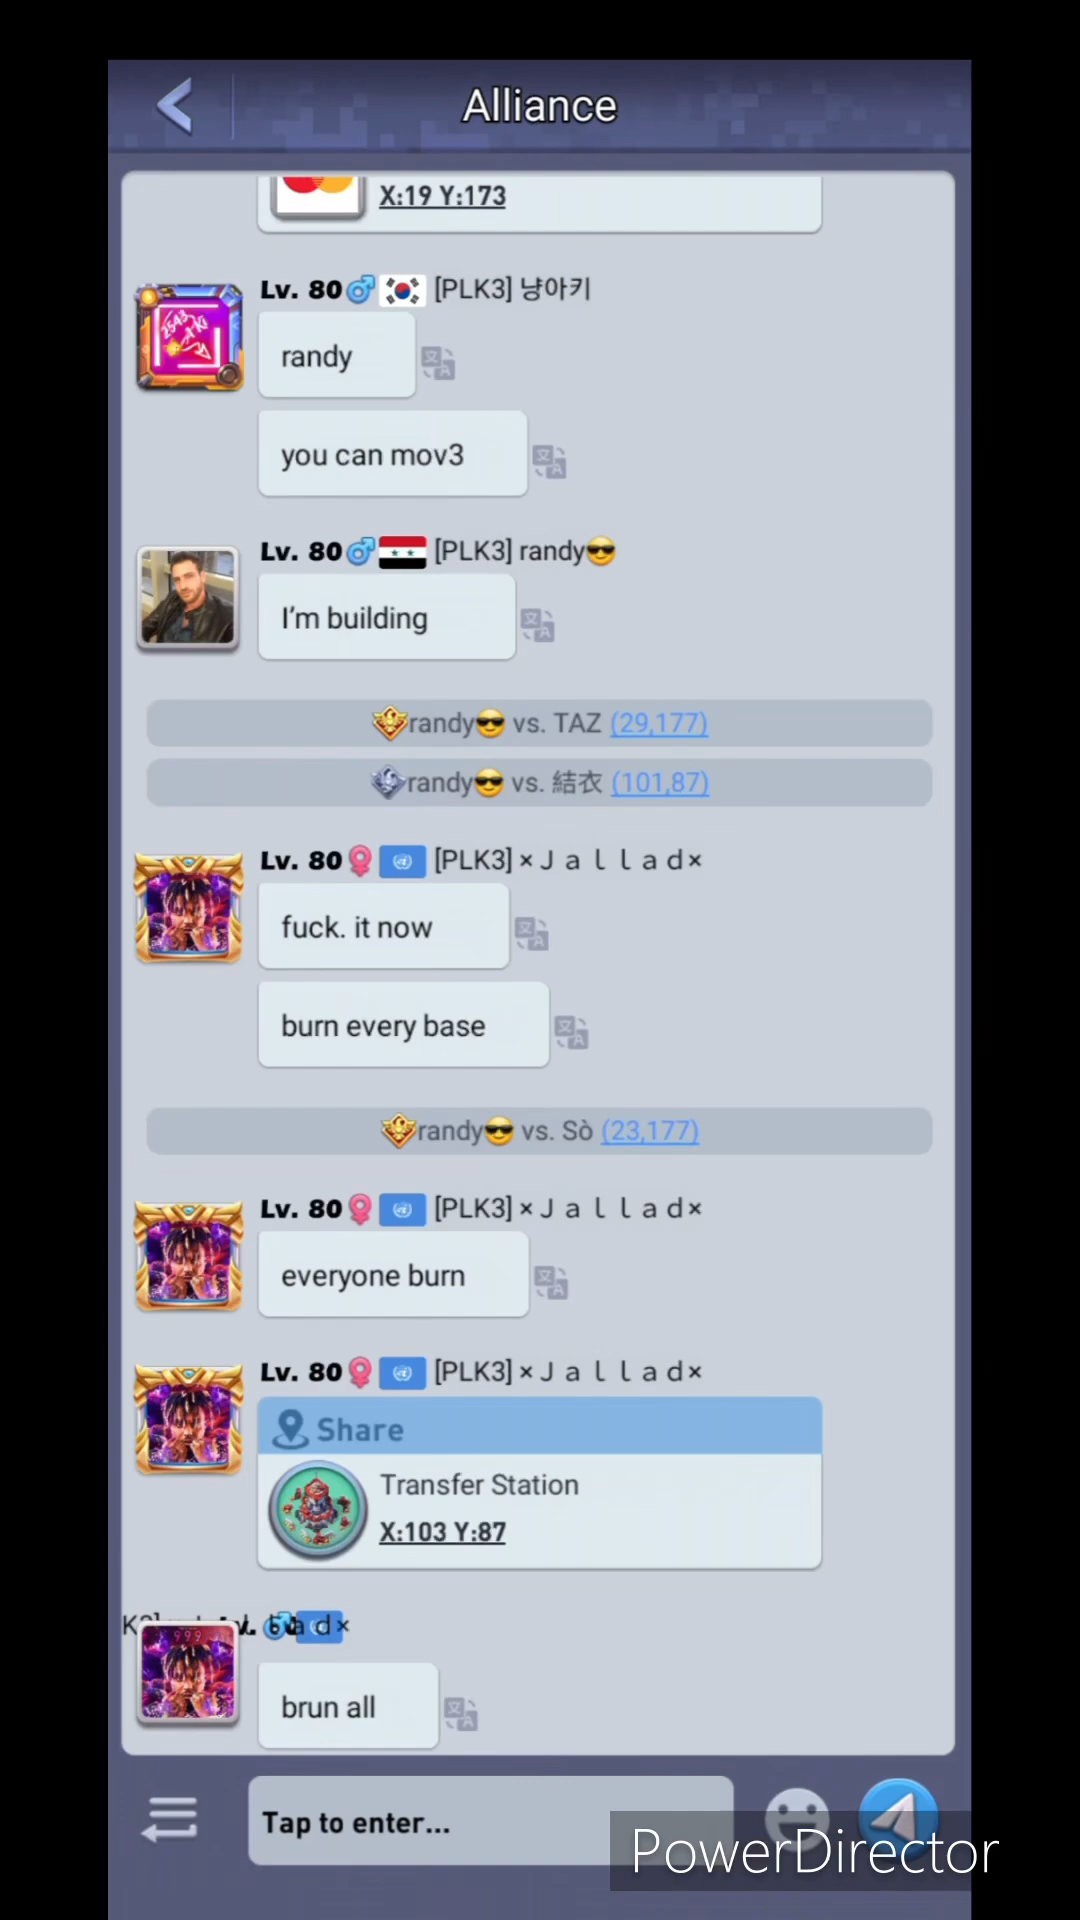 Alliance
X:19 Y:173
Lv. 80 [PLK3] 냥아키
2543
A-Ki
randy
you can mov3
Lv. 80 [PLK3] randy😎
I'm building
randy😎 vs. TAZ (29,177)
randy😎 vs. 結衣 (101,87)
Lv. 80 [PLK3] ×J a l l a d×
fuck. it now
burn every base
randy😎 vs. Sò (23,177)
Lv. 80 [PLK3] ×J a l l a d×
everyone burn
Lv. 80 [PLK3] ×J a l l a d×
Share
Transfer Station
X:103 Y:87
999
brun all
Tap to enter...
PowerDirector